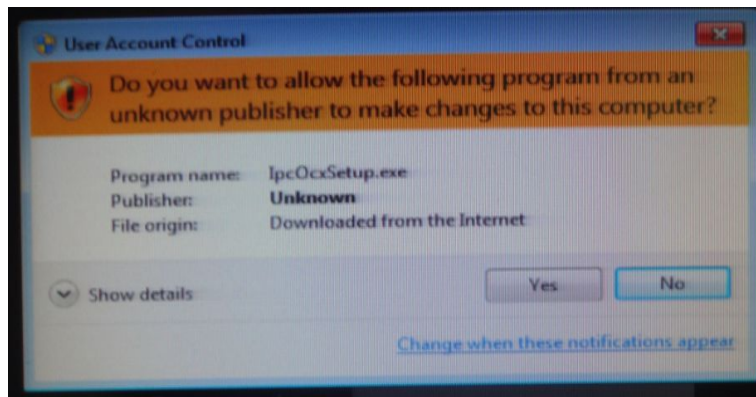 User Account Control
Do you want to allow the following program from an
unknown publisher to make changes to this computer?
Program name: IpcOcxSetup.exe
Publisher: Unknown
File origin: Downloaded from the Internet
Show details
Yes
No
Change when these notifications appear